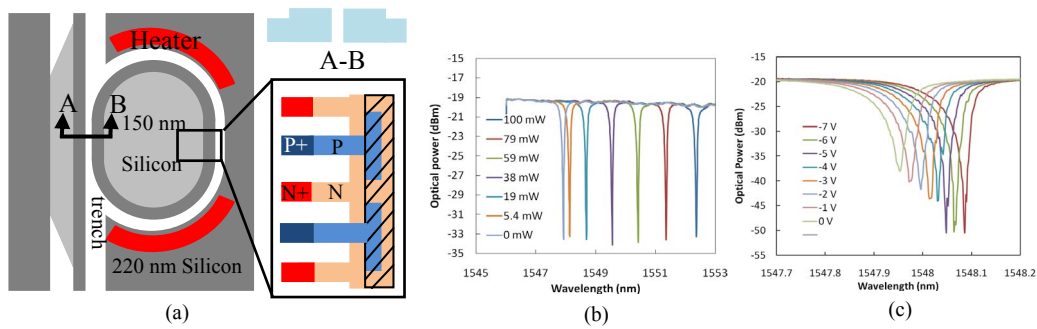 Heater
A-B
A
B
150 nm
Silicon
trench
220 nm Silicon
P+
P
N+
N
(a)
Optical power (dBm)
-15
-17
-19
-21
-23
-25
-27
-29
-31
-33
-35
100 mW
79 mW
59 mW
38 mW
19 mW
5.4 mW
0 mW
1545
1547
1549
1551
1553
Wavelength (nm)
(b)
Optical Power (dBm)
-15
-20
-25
-30
-35
-40
-45
-50
-55
-7 V
-6 V
-5 V
-4 V
-3 V
-2 V
-1 V
0 V
1547.7
1547.8
1547.9
1548
1548.1
1548.2
Wavelength (nm)
(c)